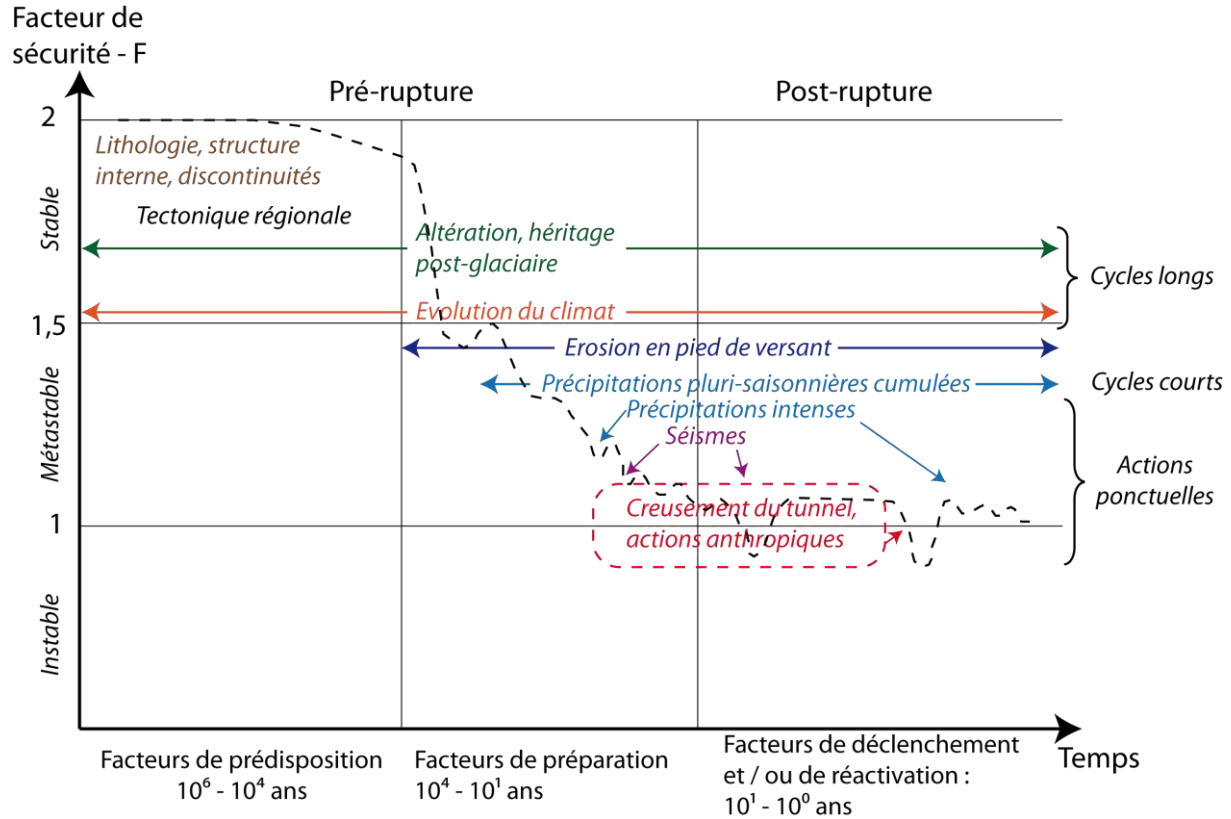 Facteur de
sécurité - F
Pré-rupture
Post-rupture
2
Lithologie, structure
interne, discontinuités
Tectonique régionale
Stable
Altération, héritage
post-glaciaire
Cycles longs
Evolution du climat
1,5
Erosion en pied de versant
Précipitations pluri-saisonnières cumulées
Cycles courts
Précipitations intenses
Métastable
Séismes
Actions
ponctuelles
Creusement du tunnel,
actions anthropiques
1
Instable
Temps
Facteurs de prédisposition
10⁶ - 10⁴ ans
Facteurs de préparation
10⁴ - 10¹ ans
Facteurs de déclenchement
et / ou de réactivation :
10¹ - 10⁰ ans